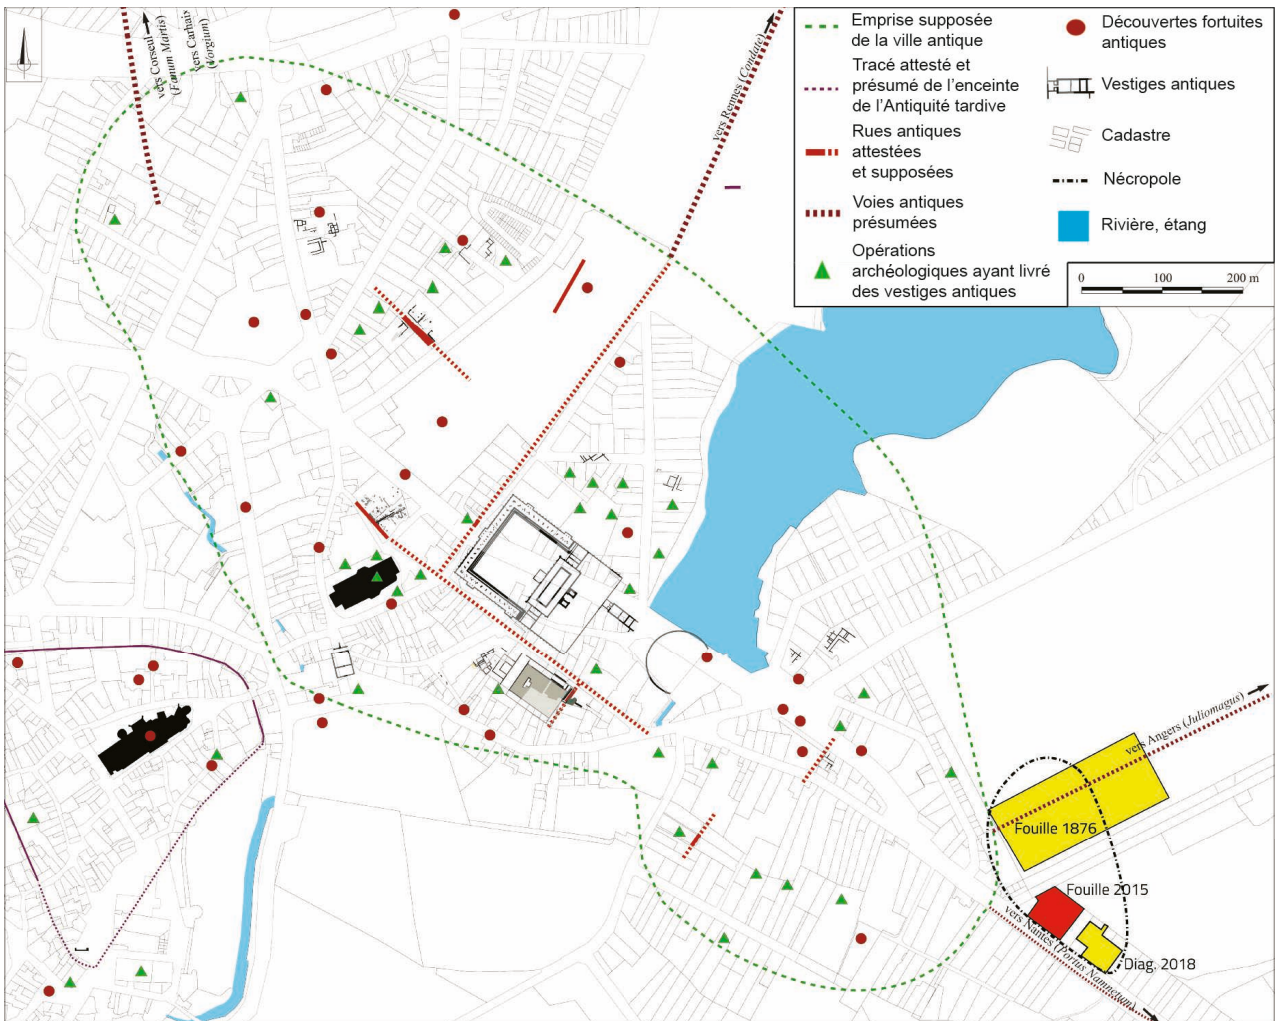 vers Corseul
(Fanum Martis)
vers Carhaix
(Vorgium)
vers Rennes (Condate)
Emprise supposée
de la ville antique
Tracé attesté et
présumé de l'enceinte
de l'Antiquité tardive
Rues antiques
attestées
et supposées
Voies antiques
présumées
Opérations
archéologiques ayant livré
des vestiges antiques
Découvertes fortuites
antiques
Vestiges antiques
Cadastre
Nécropole
Rivière, étang
0 100 200 m
vers Angers (Juliomagus)
Fouille 1876
Fouille 2015
vers Nantes (Portus Namnetum)
Diag. 2018